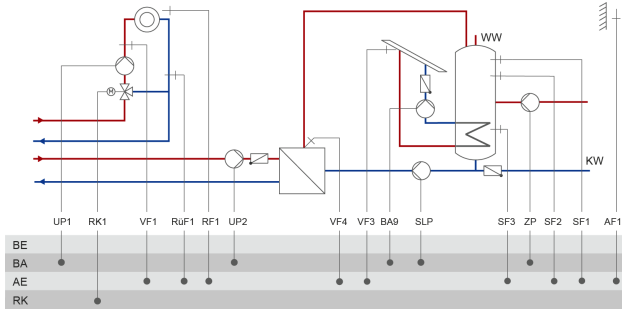 WW
M
KW
UP1 RK1 VF1 RüF1 RF1 UP2 VF4 VF3 BA9 SLP SF3 ZP SF2 SF1 AF1
BE
BA
AE
RK